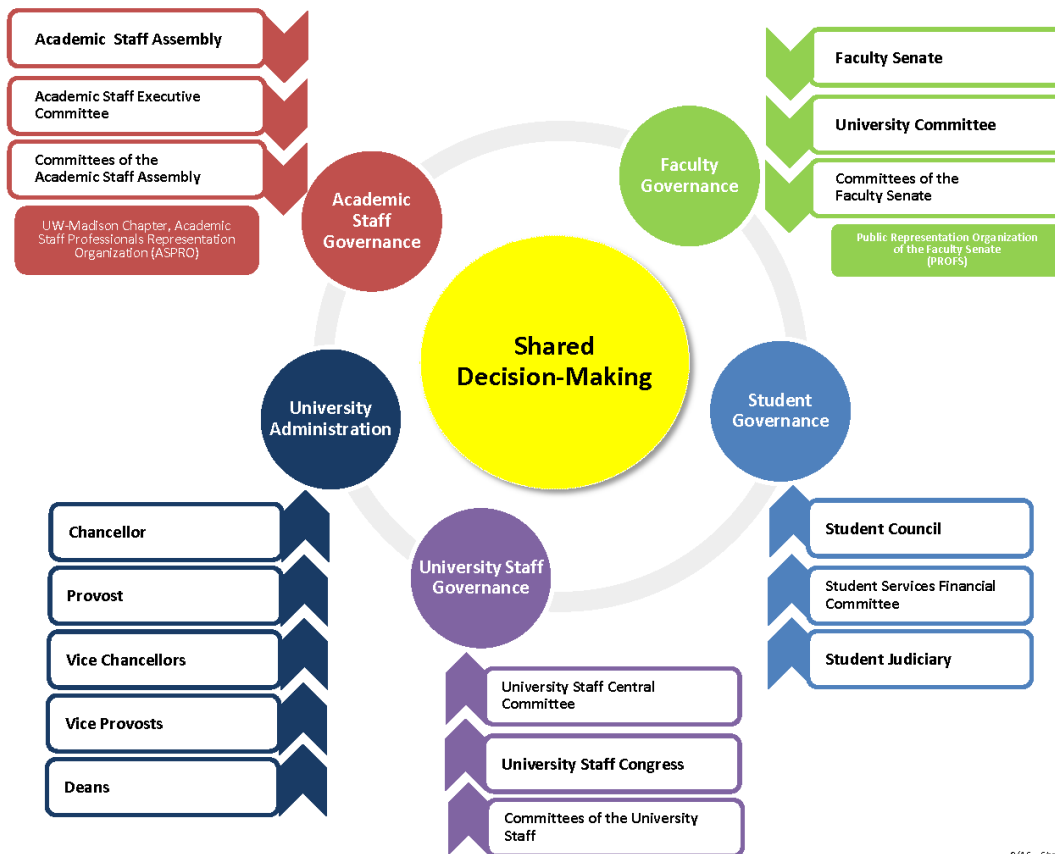 Academic Staff Assembly
Academic Staff Executive
Committee
Committees of the
Academic Staff Assembly
UW-Madison Chapter, Academic
Staff Professionals Representation
Organization (ASPRO)
Academic
Staff
Governance
Faculty
Governance
Faculty Senate
University Committee
Committees of the
Faculty Senate
Public Representation Organization
of the Faculty Senate
(PROFS)
Shared
Decision-Making
University
Administration
Student
Governance
University Staff
Governance
Chancellor
Provost
Vice Chancellors
Vice Provosts
Deans
University Staff Central
Committee
University Staff Congress
Committees of the University
Staff
Student Council
Student Services Financial
Committee
Student Judiciary